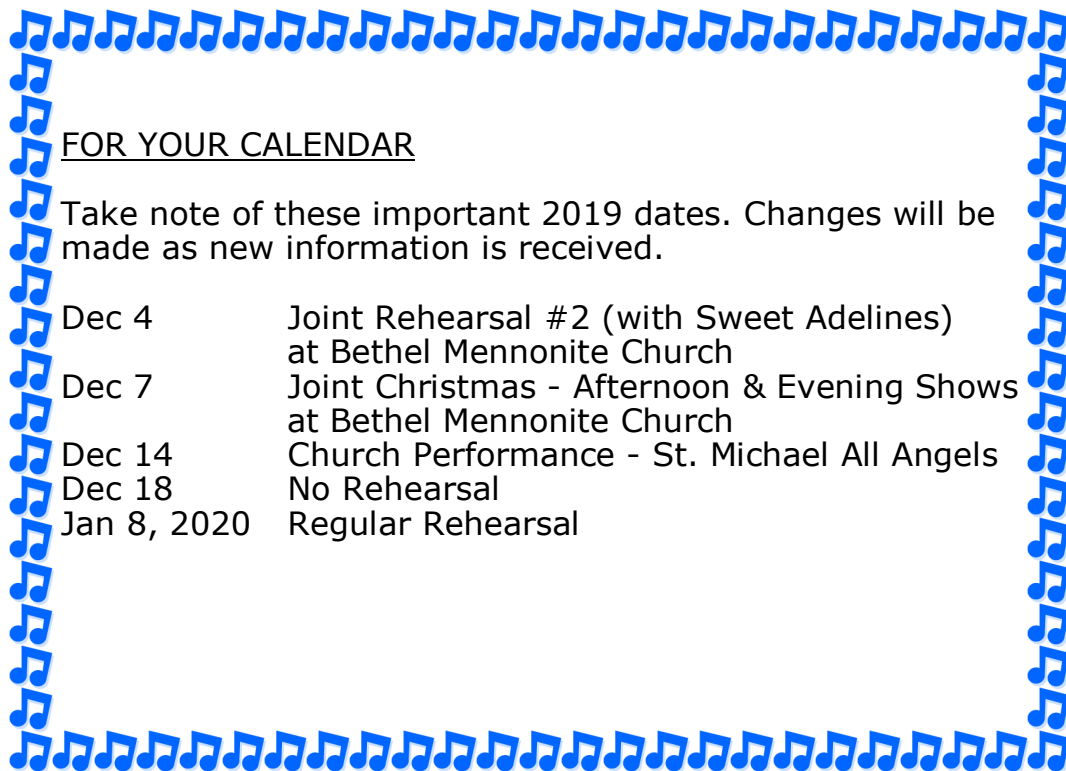 FOR YOUR CALENDAR
Take note of these important 2019 dates. Changes will be
made as new information is received.
Dec 4 Joint Rehearsal #2 (with Sweet Adelines)
at Bethel Mennonite Church
Dec 7 Joint Christmas - Afternoon & Evening Shows
at Bethel Mennonite Church
Dec 14 Church Performance - St. Michael All Angels
Dec 18 No Rehearsal
Jan 8, 2020 Regular Rehearsal